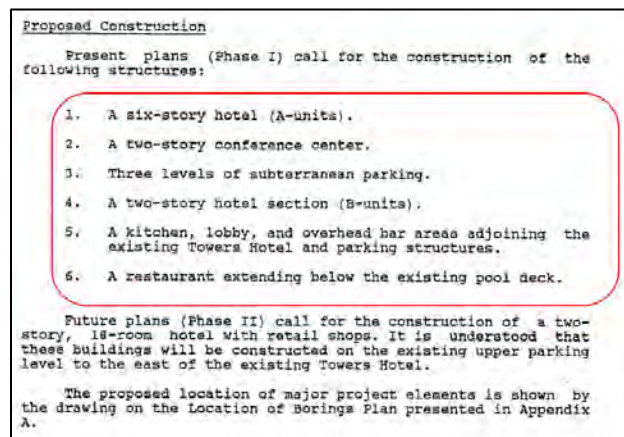 Proposed Construction
Present plans (Phase I) call for the construction of the
following structures:
1. A six-story hotel (A-units).
2. A two-story conference center.
3. Three levels of subterranean parking.
4. A two-story hotel section (B-units).
5. A kitchen, lobby, and overhead bar areas adjoining the
existing Towers Hotel and parking structures.
6. A restaurant extending below the existing pool deck.
Future plans (Phase II) call for the construction of a two-
story, 18-room hotel with retail shops. It is understood that
these buildings will be constructed on the existing upper parking
level to the east of the existing Towers Hotel.
The proposed location of major project elements is shown by
the drawing on the Location of Borings Plan presented in Appendix
A.